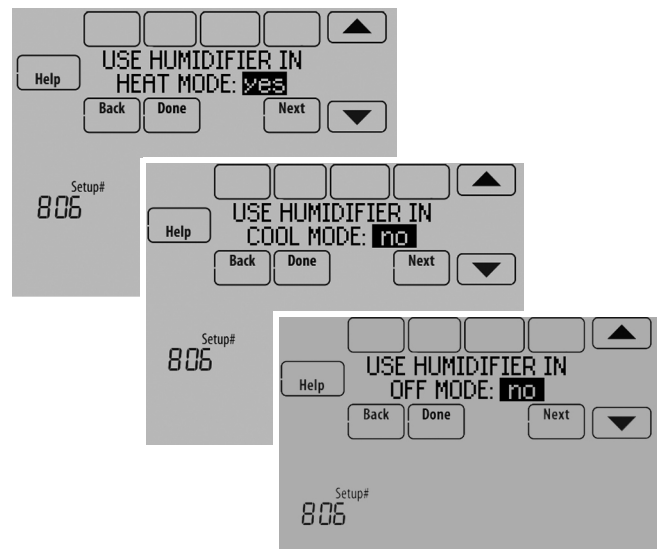 USE HUMIDIFIER IN
Help
HEAT MODE: yes
Back Done Next
Setup#
806
USE HUMIDIFIER IN
Help
COOL MODE: no
Back Done Next
Setup#
806
USE HUMIDIFIER IN
Help
OFF MODE: no
Back Done Next
Setup#
806